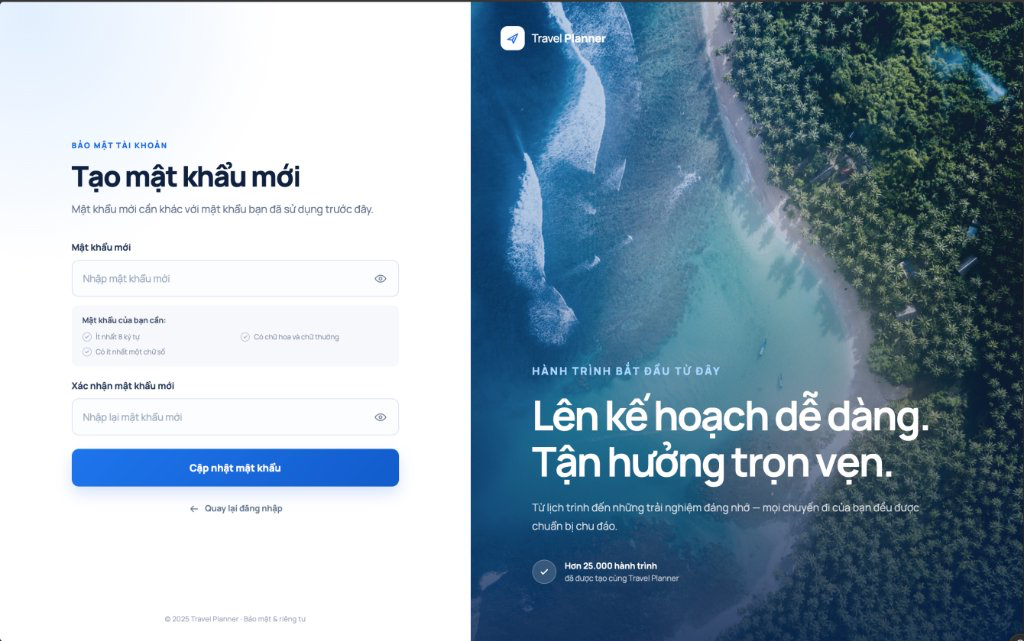 BẢO MẬT TÀI KHOẢN
Tạo mật khẩu mới
Mật khẩu mới cần khác với mật khẩu bạn đã sử dụng trước đây.
Mật khẩu mới
Nhập mật khẩu mới
Mật khẩu của bạn cần:
Ít nhất 8 ký tự
Có chữ hoa và chữ thường
Có ít nhất một chữ số
Xác nhận mật khẩu mới
Nhập lại mật khẩu mới
Cập nhật mật khẩu
← Quay lại đăng nhập
© 2025 Travel Planner · Bảo mật & riêng tư
Travel Planner
HÀNH TRÌNH BẮT ĐẦU TỪ ĐÂY
Lên kế hoạch dễ dàng.
Tận hưởng trọn vẹn.
Từ lịch trình đến những trải nghiệm đáng nhớ — mọi chuyến đi của bạn đều được
chuẩn bị chu đáo.
Hơn 25.000 hành trình
đã được tạo cùng Travel Planner